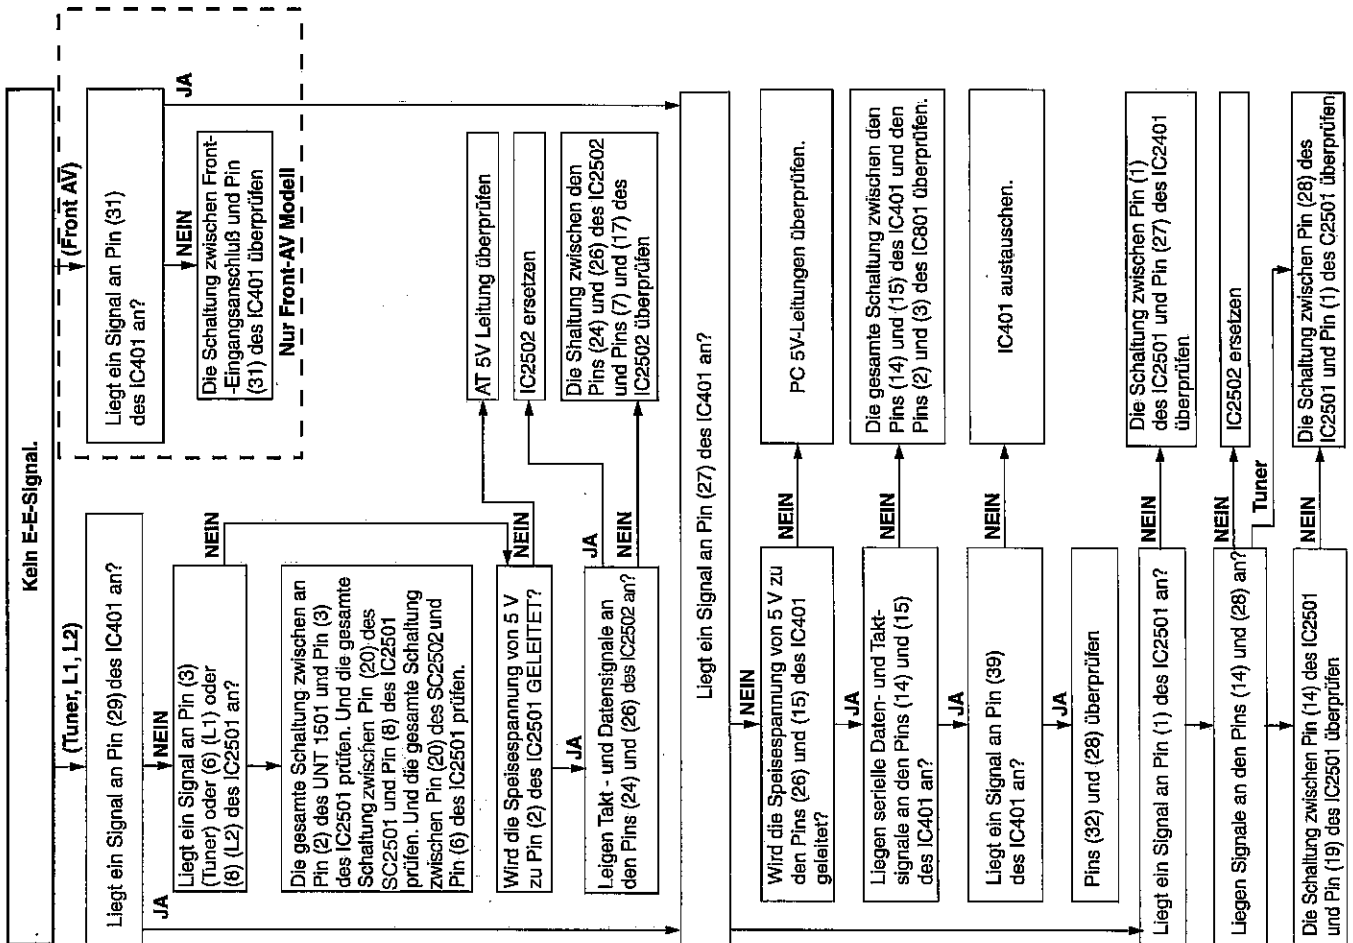 Kein E-E-Signal.
(Tuner, L1, L2)
(Front AV)
Liegt ein Signal an Pin (29) des IC401 an?
JA
NEIN
Liegt ein Signal an Pin (3)
(Tuner) oder (6) (L1) oder
(8) (L2) des IC2501 an?
NEIN
Die gesamte Schaltung zwischen an
Pin (2) des UNT 1501 und Pin (3)
des IC2501 prüfen. Und die gesamte
Schaltung zwischen Pin (20) des
SC2501 und Pin (8) des IC2501
prüfen. Und die gesamte Schaltung
zwischen Pin (20) des SC2502 und
Pin (6) des IC2501 prüfen.
Wird die Speisespannung von 5 V
zu Pin (2) des IC2501 GELEITET?
NEIN
JA
Leigen Takt - und Datensignale an
den Pins (24) und (26) des IC2502 an?
JA
NEIN
Liegt ein Signal an Pin (31)
des IC401 an?
JA
NEIN
Die Schaltung zwischen Front-
-Eingangsanschluß und Pin
(31) des IC401 überprüfen
Nur Front-AV Modell
AT 5V Leitung überprüfen
IC2502 ersetzen
Die Shaltung zwischen den
Pins (24) und (26) des IC2502
und Pins (7) und (17) des
IC2502 überprüfen
Liegt ein Signal an Pin (27) des IC401 an?
NEIN
Wird die Speisespannung von 5 V zu
den Pins (26) und (15) des IC401
geleitet?
NEIN
PC 5V-Leitungen überprüfen.
JA
Liegen serielle Daten- und Takt-
signale an den Pins (14) und (15)
des IC401 an?
NEIN
Die gesamte Schaltung zwischen den
Pins (14) und (15) des IC401 und den
Pins (2) und (3) des IC801 überprüfen.
JA
Liegt ein Signal an Pin (39)
des IC401 an?
NEIN
IC401 austauschen.
JA
Pins (32) und (28) überprüfen
Liegt ein Signal an Pin (1) des IC2501 an?
NEIN
Die Schaltung zwischen Pin (1)
des IC2501 und Pin (27) des IC2401
überprüfen.
Liegen Signale an den Pins (14) und (28) an?
NEIN
IC2502 ersetzen
Tuner
Die Schaltung zwischen Pin (14) des IC2501
und Pin (19) des IC2501 überprüfen
NEIN
Die Schaltung zwischen Pin (28) des
IC2501 und Pin (1) des C2501 überprüfen